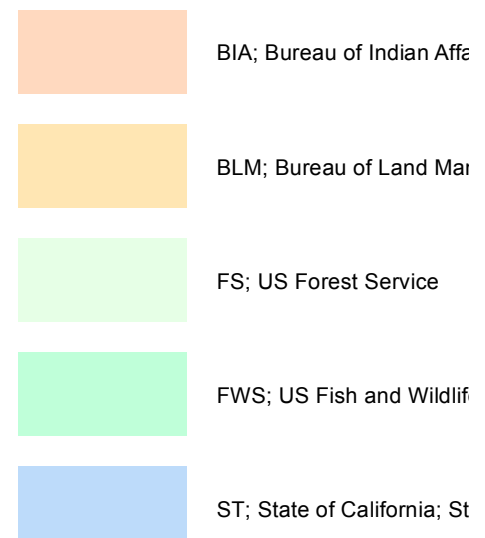 BIA; Bureau of Indian Affa
BLM; Bureau of Land Mar
FS; US Forest Service
FWS; US Fish and Wildlife
ST; State of California; St